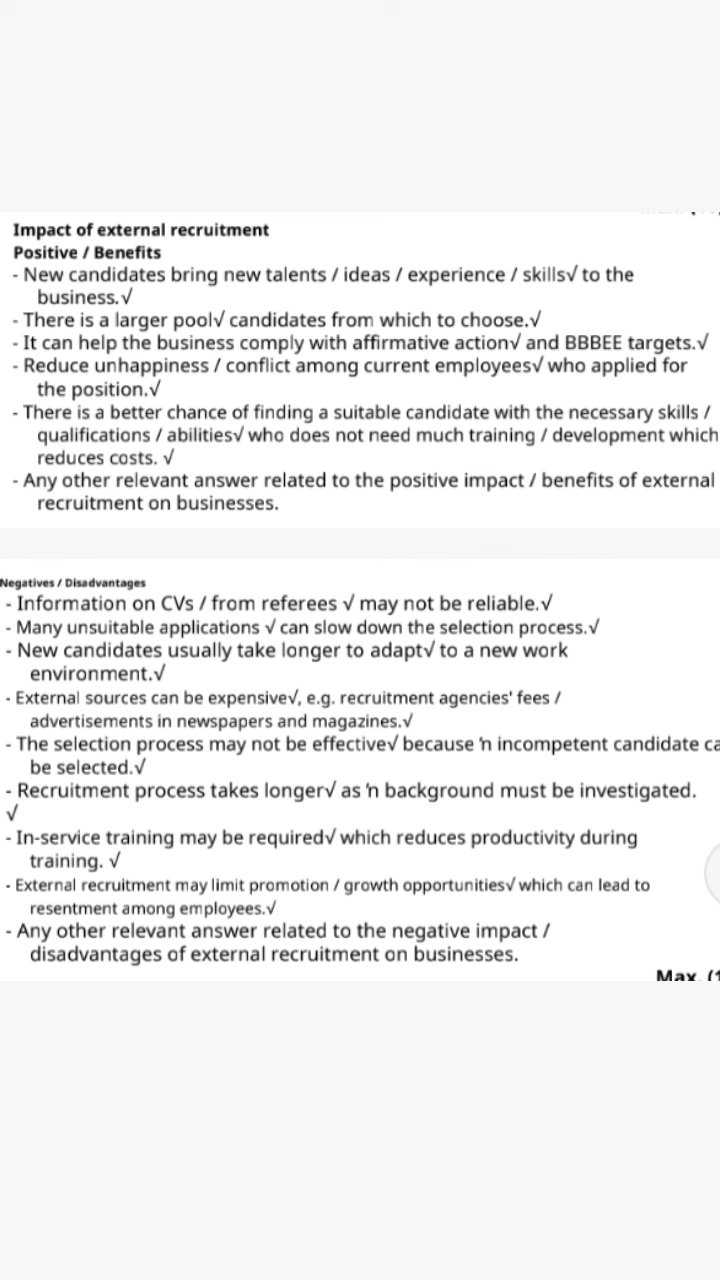 Impact of external recruitment
Positive / Benefits
- New candidates bring new talents / ideas / experience / skills√ to the
business.√
- There is a larger pool√ candidates from which to choose.√
- It can help the business comply with affirmative action√ and BBBEE targets.√
- Reduce unhappiness / conflict among current employees√ who applied for
the position.√
- There is a better chance of finding a suitable candidate with the necessary skills /
qualifications / abilities√ who does not need much training / development which
reduces costs. √
- Any other relevant answer related to the positive impact / benefits of external
recruitment on businesses.
Negatives / Disadvantages
- Information on CVs / from referees √ may not be reliable.√
- Many unsuitable applications √ can slow down the selection process.√
- New candidates usually take longer to adapt√ to a new work
environment.√
- External sources can be expensive√, e.g. recruitment agencies' fees /
advertisements in newspapers and magazines.√
- The selection process may not be effective√ because 'n incompetent candidate ca
be selected.√
- Recruitment process takes longer√ as 'n background must be investigated.
√
- In-service training may be required√ which reduces productivity during
training. √
- External recruitment may limit promotion / growth opportunities√ which can lead to
resentment among employees.√
- Any other relevant answer related to the negative impact /
disadvantages of external recruitment on businesses.
Max. (1